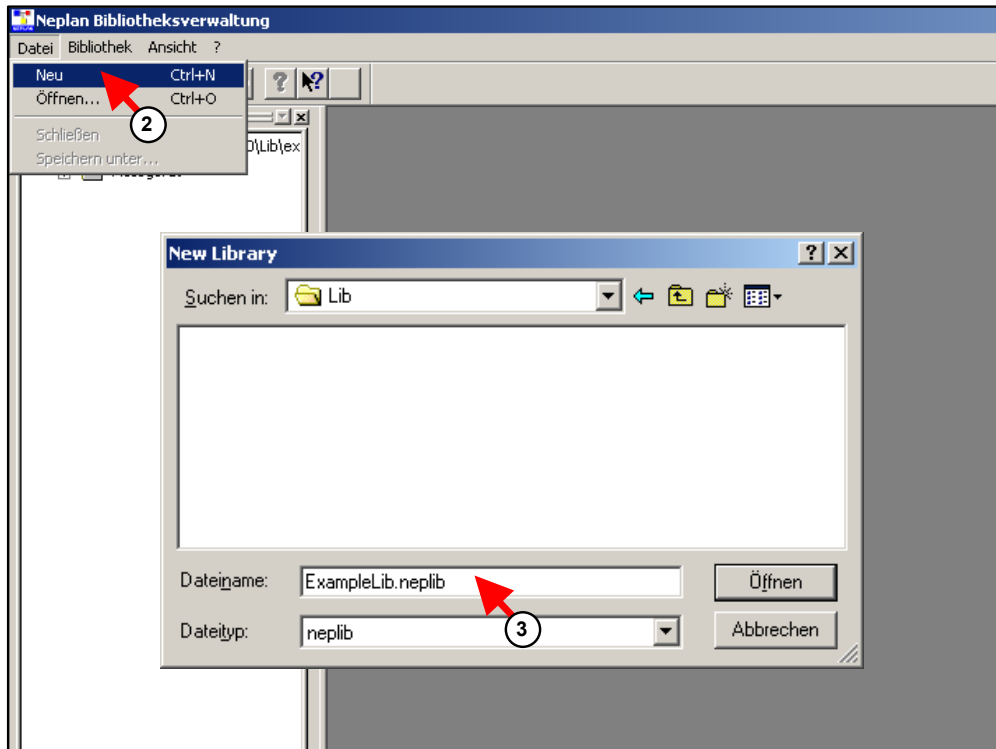 Neplan Bibliotheksverwaltung
Datei Bibliothek Ansicht ?
Neu Ctrl+N
Öffnen... Ctrl+O
2
Schließen
Speichern unter...
\Lib\ex
New Library
Suchen in: Lib
Dateiname: ExampleLib.neplib Öffnen
Dateityp: neplib 3 Abbrechen